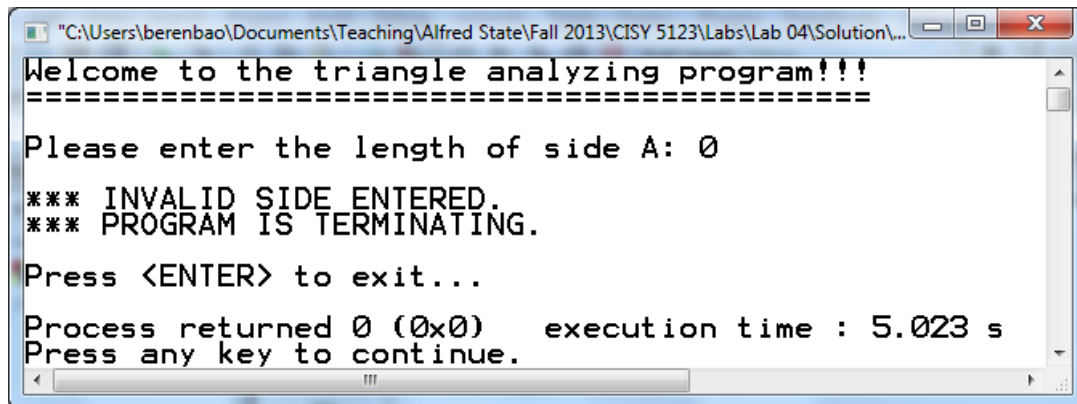 "C:\Users\berenbao\Documents\Teaching\Alfred State\Fall 2013\CISY 5123\Labs\Lab 04\Solution\...
Welcome to the triangle analyzing program!!!
============================================
Please enter the length of side A: 0
*** INVALID SIDE ENTERED.
*** PROGRAM IS TERMINATING.
Press <ENTER> to exit...
Process returned 0 (0x0)   execution time : 5.023 s
Press any key to continue.